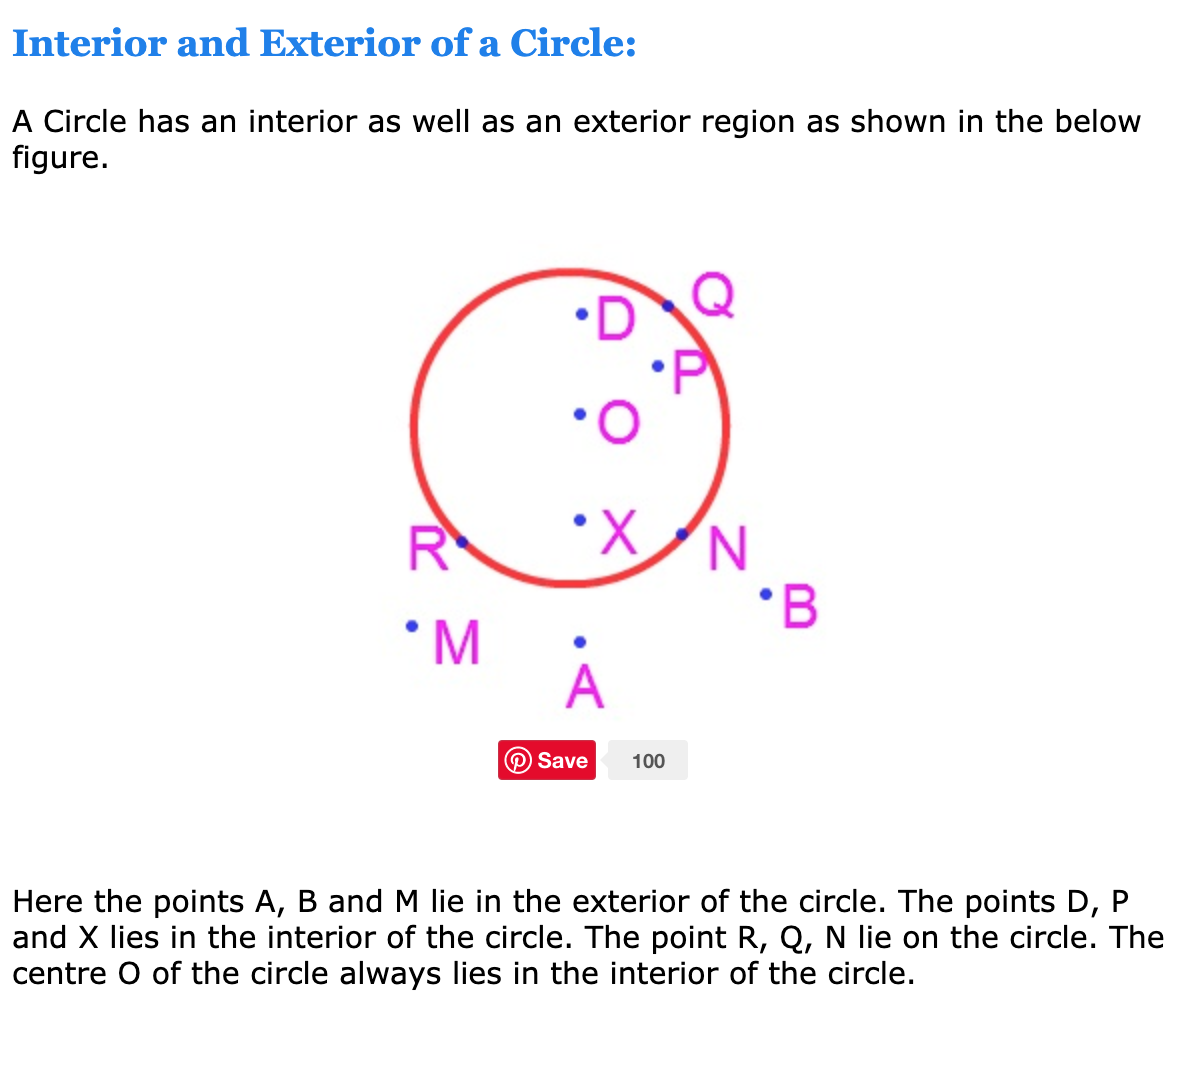 Interior and Exterior of a Circle:
A Circle has an interior as well as an exterior region as shown in the below
figure.
Q
D
P
O
X
R
N
B
M
A
Save 100
Here the points A, B and M lie in the exterior of the circle. The points D, P
and X lies in the interior of the circle. The point R, Q, N lie on the circle. The
centre O of the circle always lies in the interior of the circle.